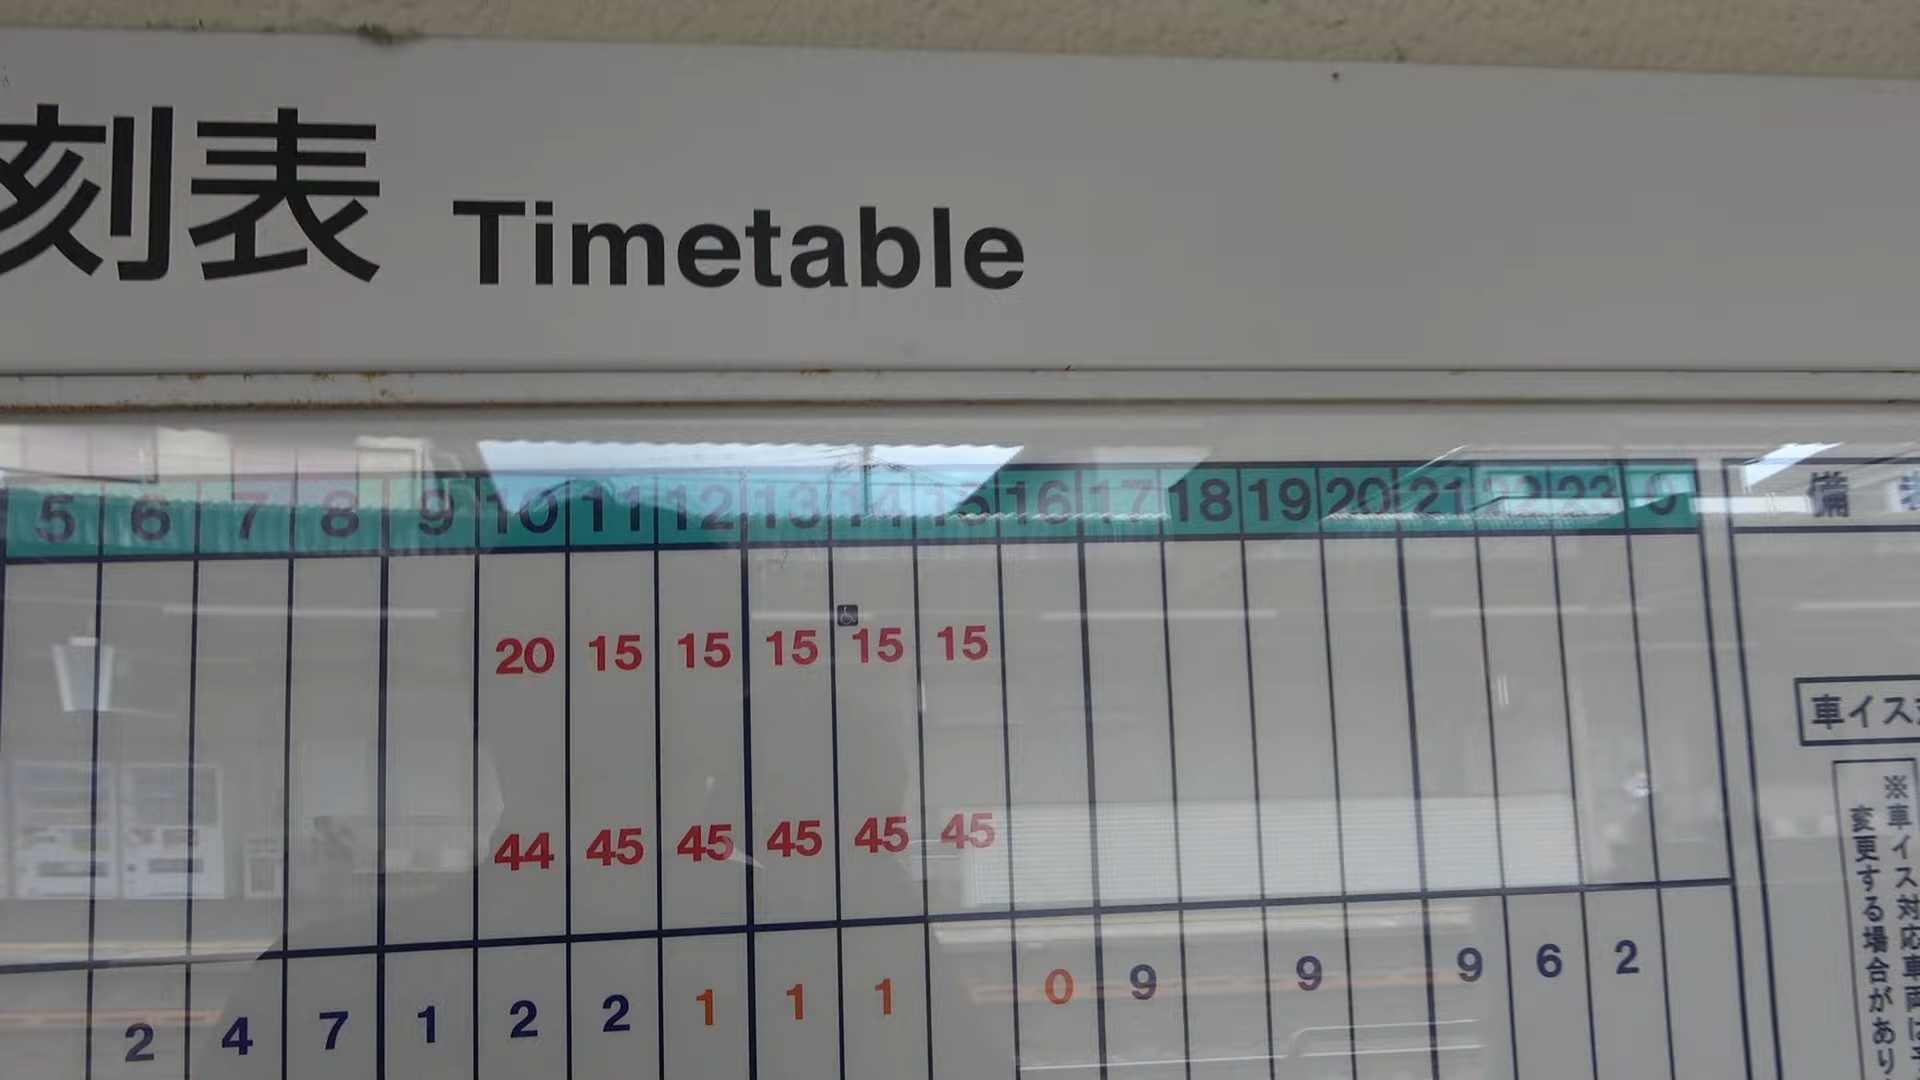 刻表 Timetable
5 6 7 8 9 10 11 12 13 14 15 16 17 18 19 20 21 22 23 0 備
20 15 15 15 15 15
44 45 45 45 45 45
2 4 7 1 2 2 1 1 1 0 9 9 9 6 2
車イス
※車イス対応車両は
変更する場合があり